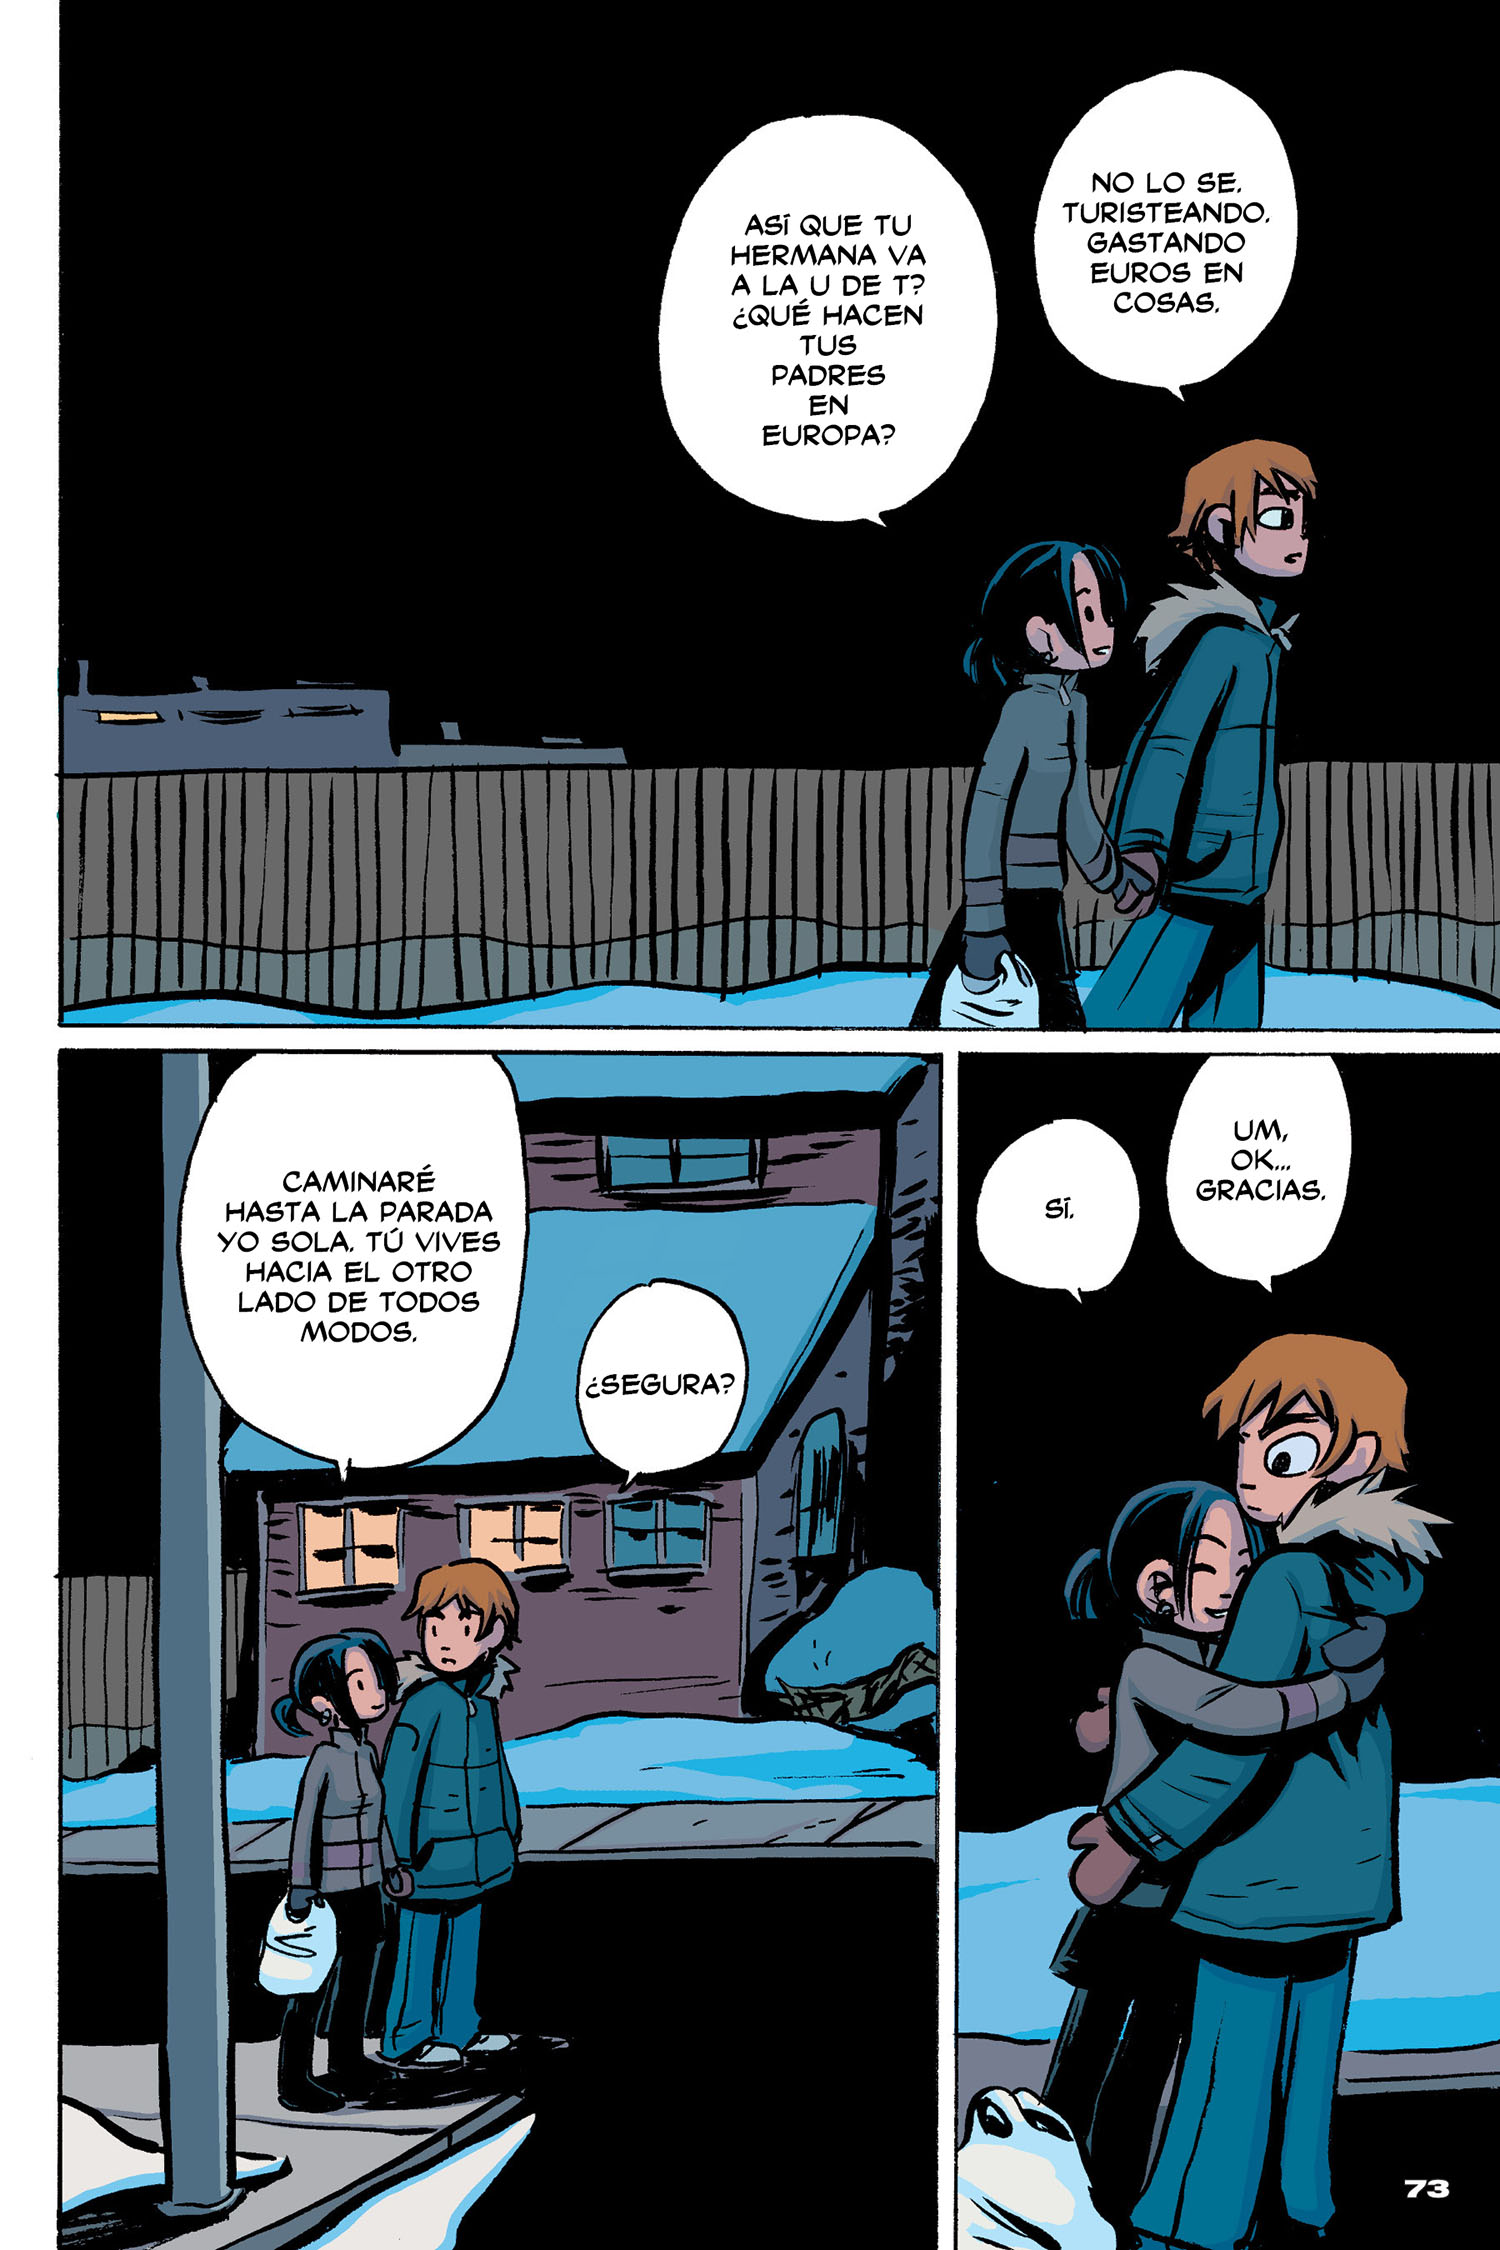 ASÍ QUE TU
HERMANA VA
A LA U DE T?
¿QUÉ HACEN
TUS
PADRES
EN
EUROPA?
NO LO SE.
TURISTEANDO.
GASTANDO
EUROS EN
COSAS.
CAMINARÉ
HASTA LA PARADA
YO SOLA. TÚ VIVES
HACIA EL OTRO
LADO DE TODOS
MODOS.
¿SEGURA?
SÍ.
UM,
OK...
GRACIAS.
73